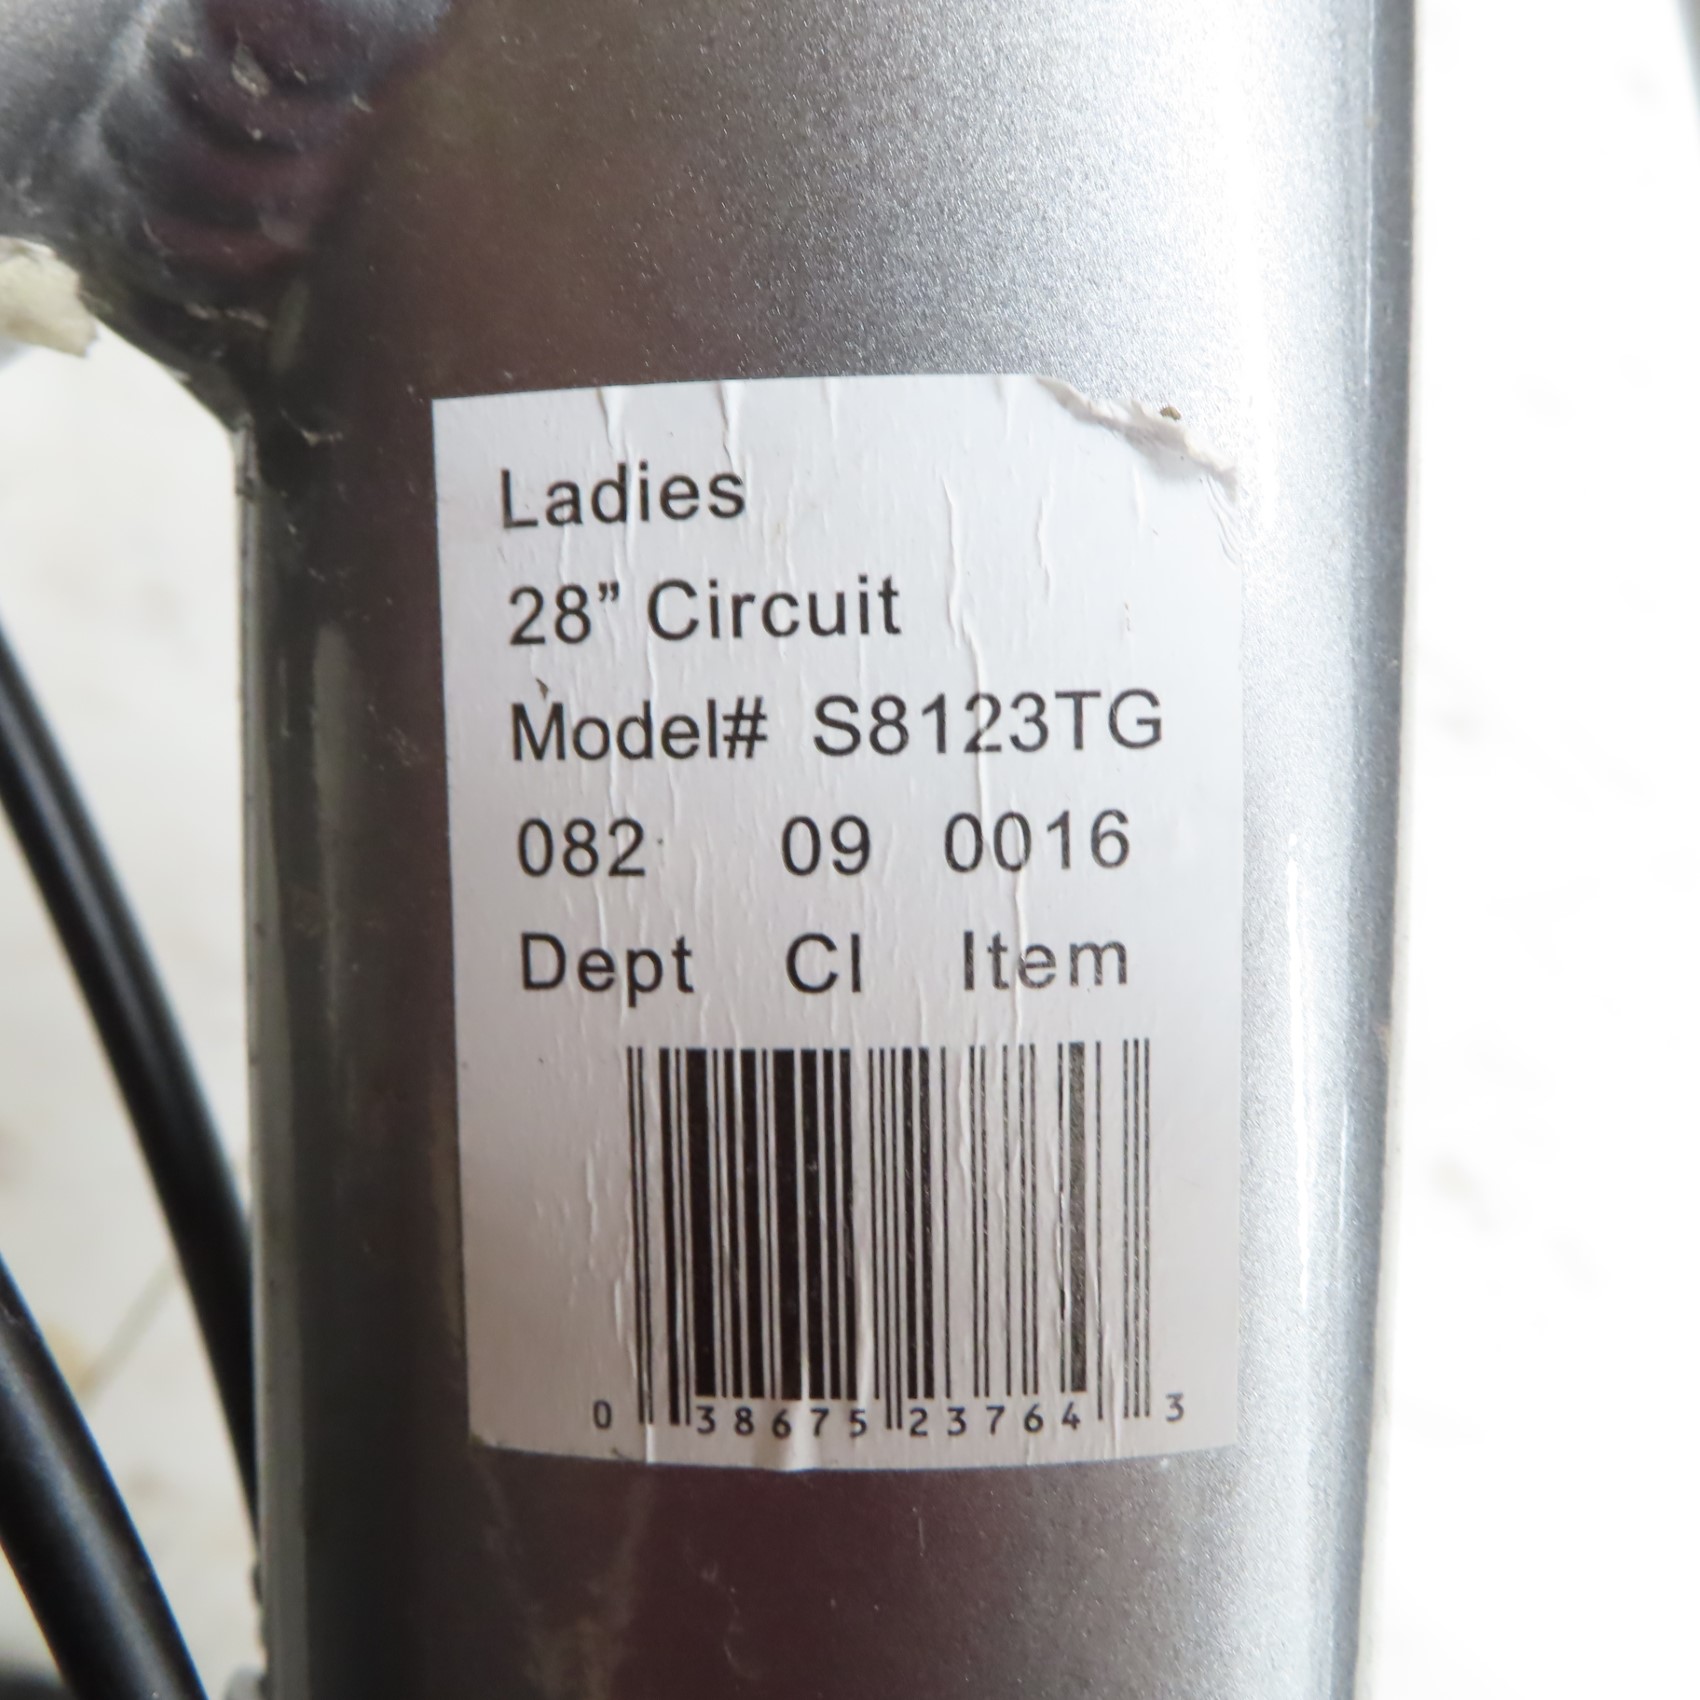 Ladies
28” Circuit
Model# S8123TG
082 09 0016
Dept Cl Item
0 38675 23764 3